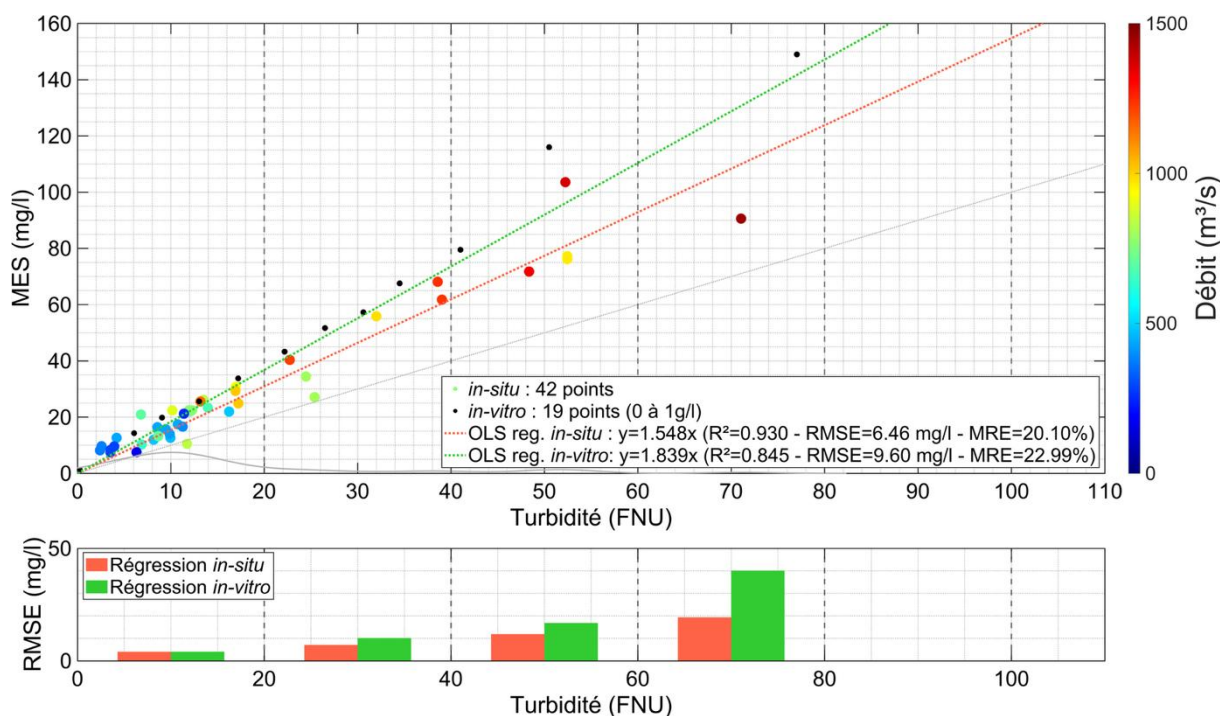 160
140
120
100
80
60
40
20
0
MES (mg/l)
0 10 20 30 40 50 60 70 80 90 100 110
Turbidité (FNU)
in-situ : 42 points
in-vitro : 19 points (0 à 1g/l)
OLS reg. in-situ : y=1.548x (R²=0.930 - RMSE=6.46 mg/l - MRE=20.10%)
OLS reg. in-vitro: y=1.839x (R²=0.845 - RMSE=9.60 mg/l - MRE=22.99%)
1500
1000
500
0
Débit (m³/s)
50
0
RMSE (mg/l)
Régression in-situ
Régression in-vitro
0 20 40 60 80 100
Turbidité (FNU)